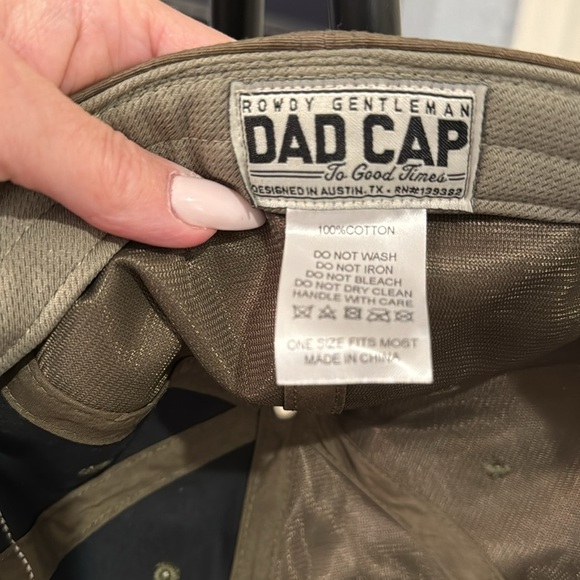 ROWDY GENTLEMAN
DAD CAP
To Good Times
DESIGNED IN AUSTIN, TX • RN#139382
100%COTTON
DO NOT WASH
DO NOT IRON
DO NOT BLEACH
DO NOT DRY CLEAN
HANDLE WITH CARE
ONE SIZE FITS MOST
MADE IN CHINA